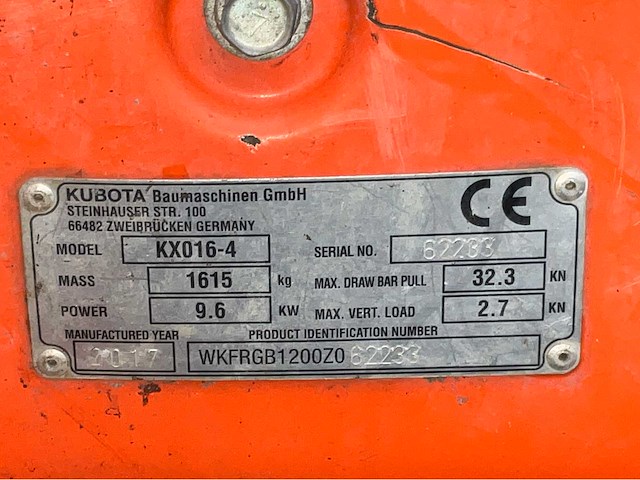 KUBOTA Baumaschinen GmbH
STEINHAUSER STR. 100
66482 ZWEIBRÜCKEN GERMANY
CE
MODEL KX016-4 SERIAL NO. 62233
MASS 1615 kg MAX. DRAW BAR PULL 32.3 KN
POWER 9.6 KW MAX. VERT. LOAD 2.7 KN
MANUFACTURED YEAR PRODUCT IDENTIFICATION NUMBER
2017 WKFRGB1200Z062233